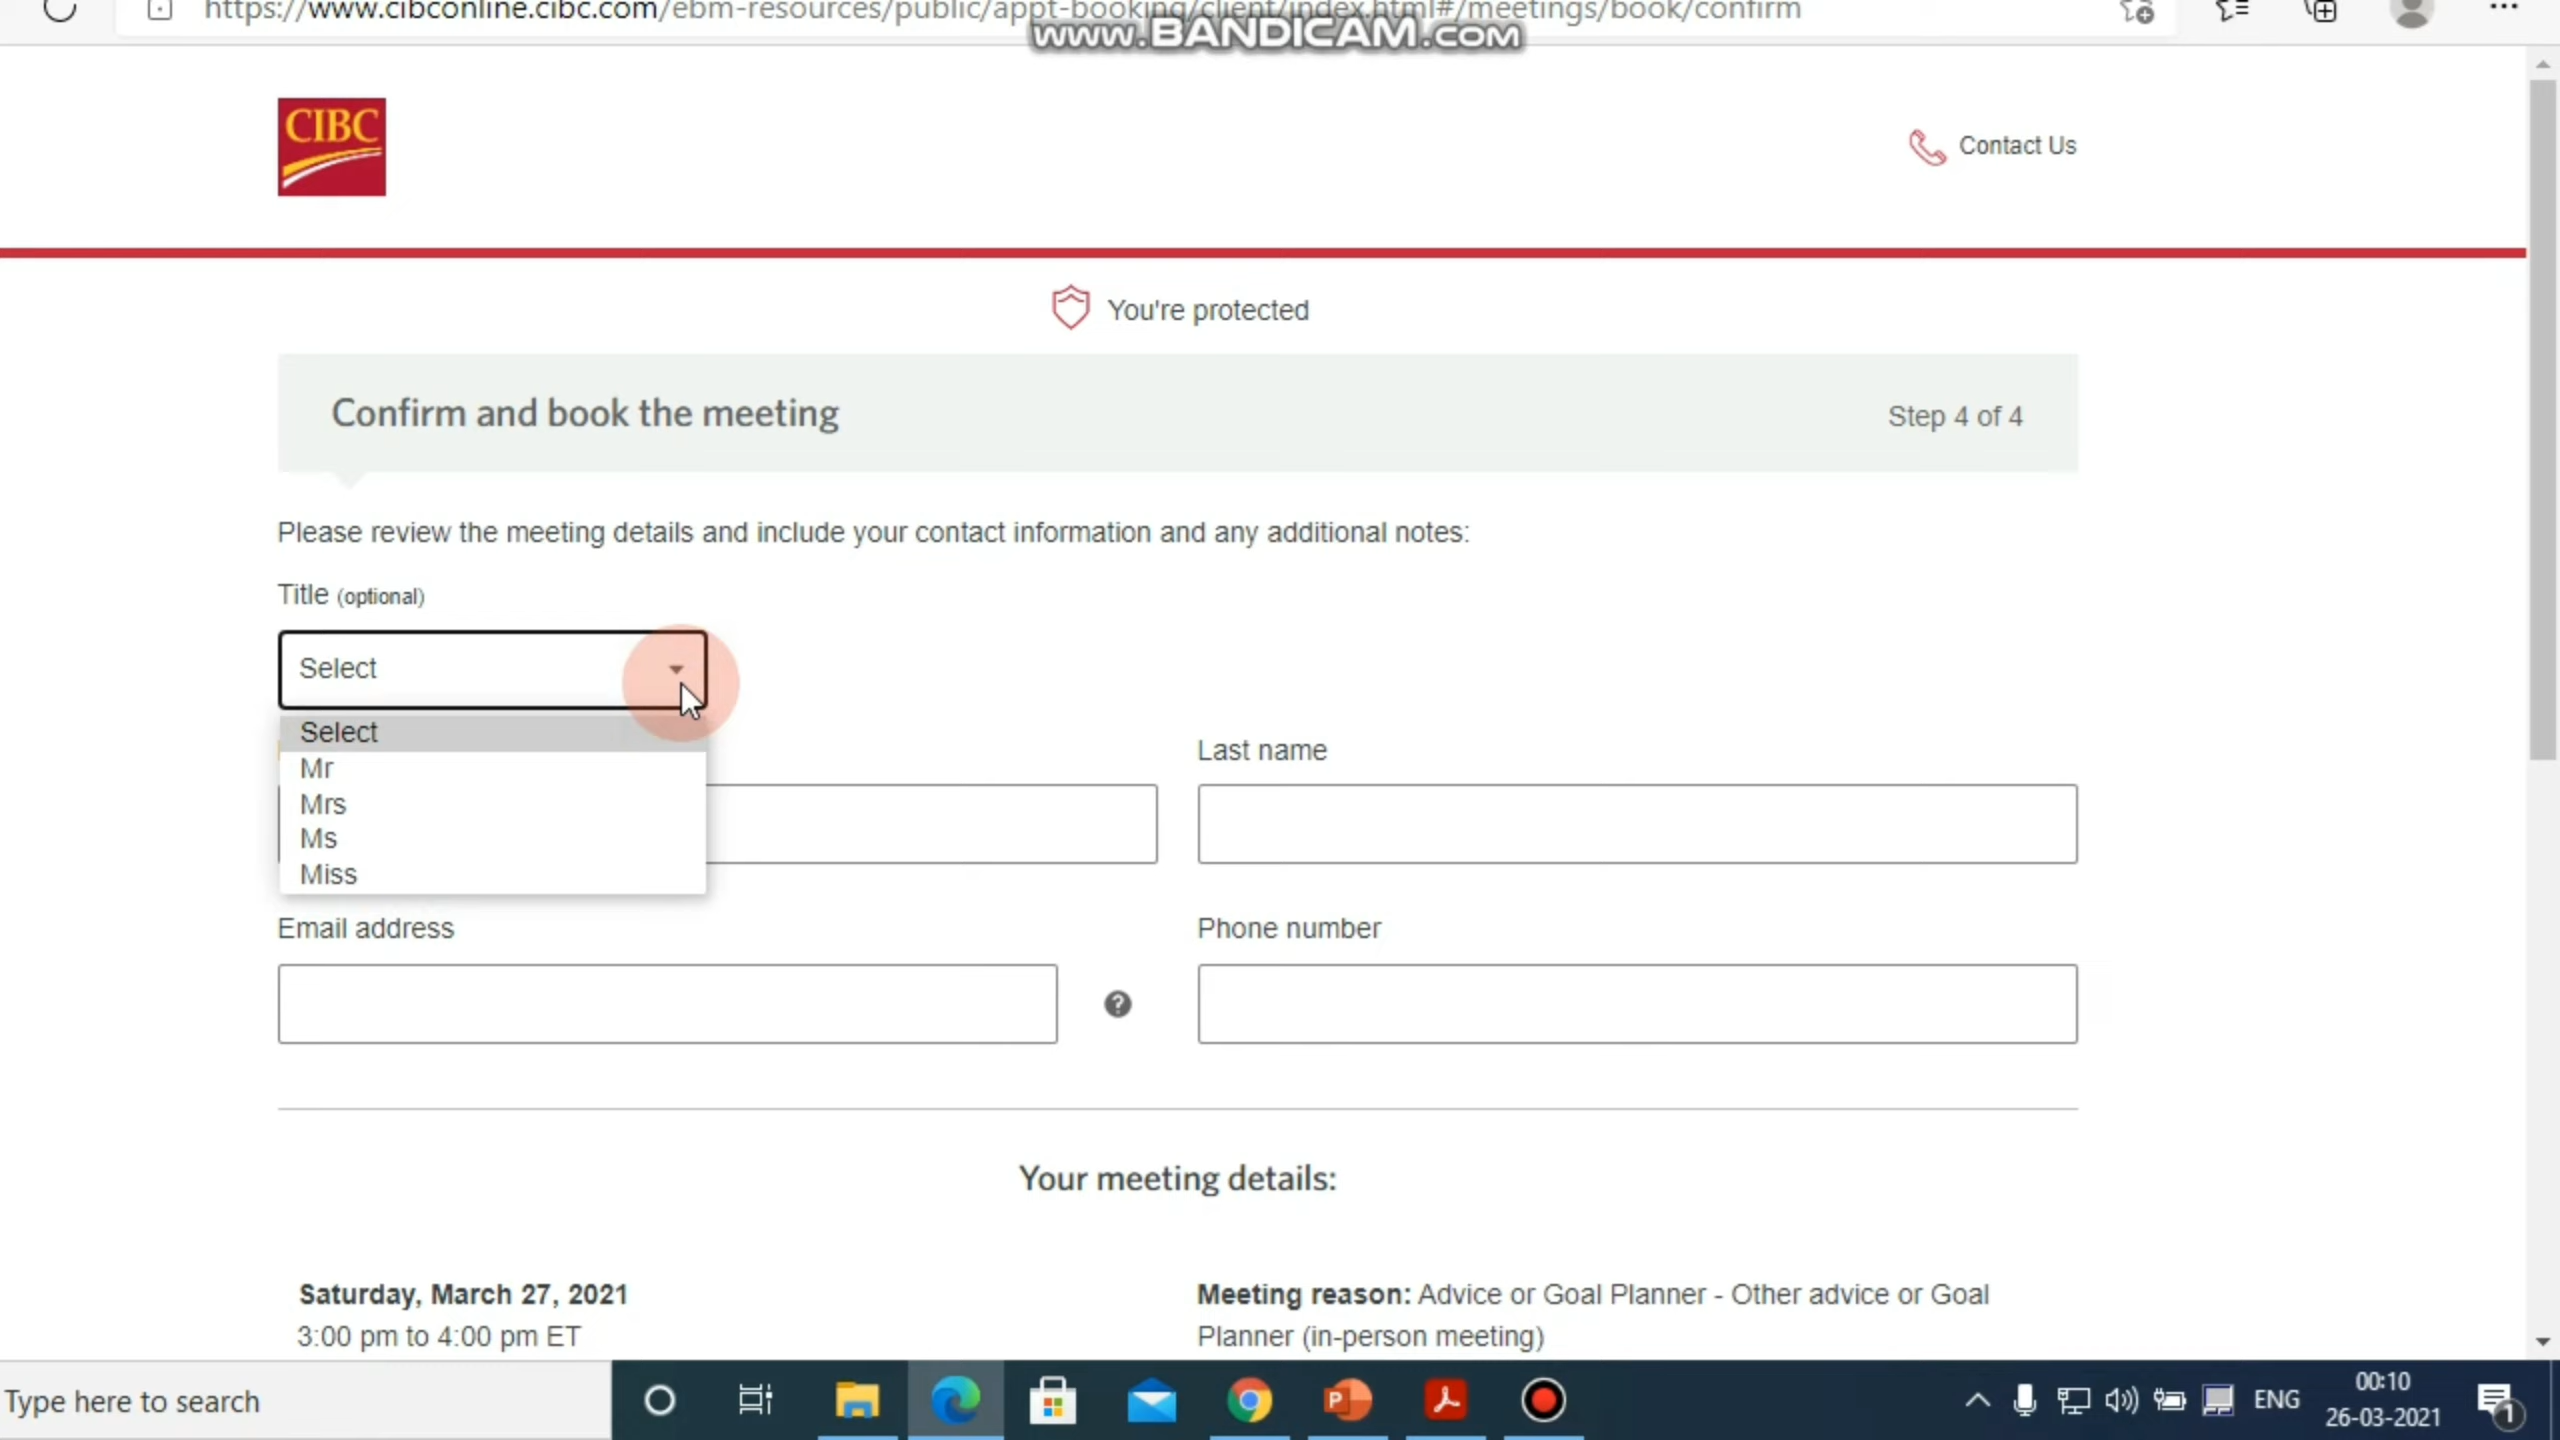 https://www.cibconline.cibc.com/ebm-resources/public/appt-booking/client/index.html#/meetings/book/confirm
www.BANDICAM.com
CIBC
Contact Us
You're protected
Confirm and book the meeting
Step 4 of 4
Please review the meeting details and include your contact information and any additional notes:
Title (optional)
Select
Select
Mr
Mrs
Ms
Miss
Last name
Email address
Phone number
Your meeting details:
Saturday, March 27, 2021
3:00 pm to 4:00 pm ET
Meeting reason: Advice or Goal Planner - Other advice or Goal
Planner (in-person meeting)
Type here to search
ENG
00:10
26-03-2021
1